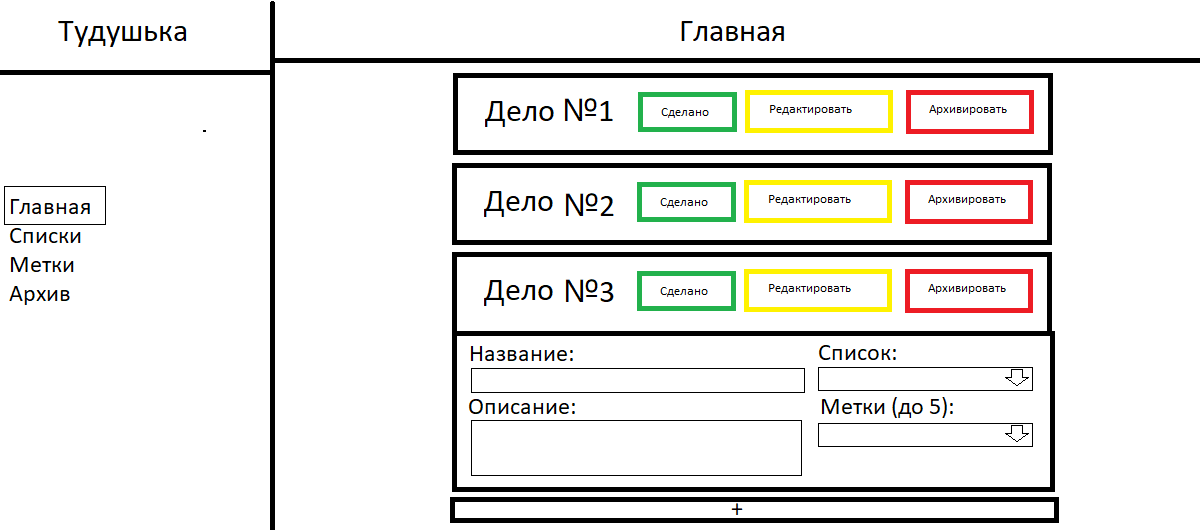 Тудушька
Главная
Главная
Списки
Метки
Архив
Дело №1 Сделано Редактировать Архивировать
Дело №2 Сделано Редактировать Архивировать
Дело №3 Сделано Редактировать Архивировать
Название: Список:
Описание: Метки (до 5):
+